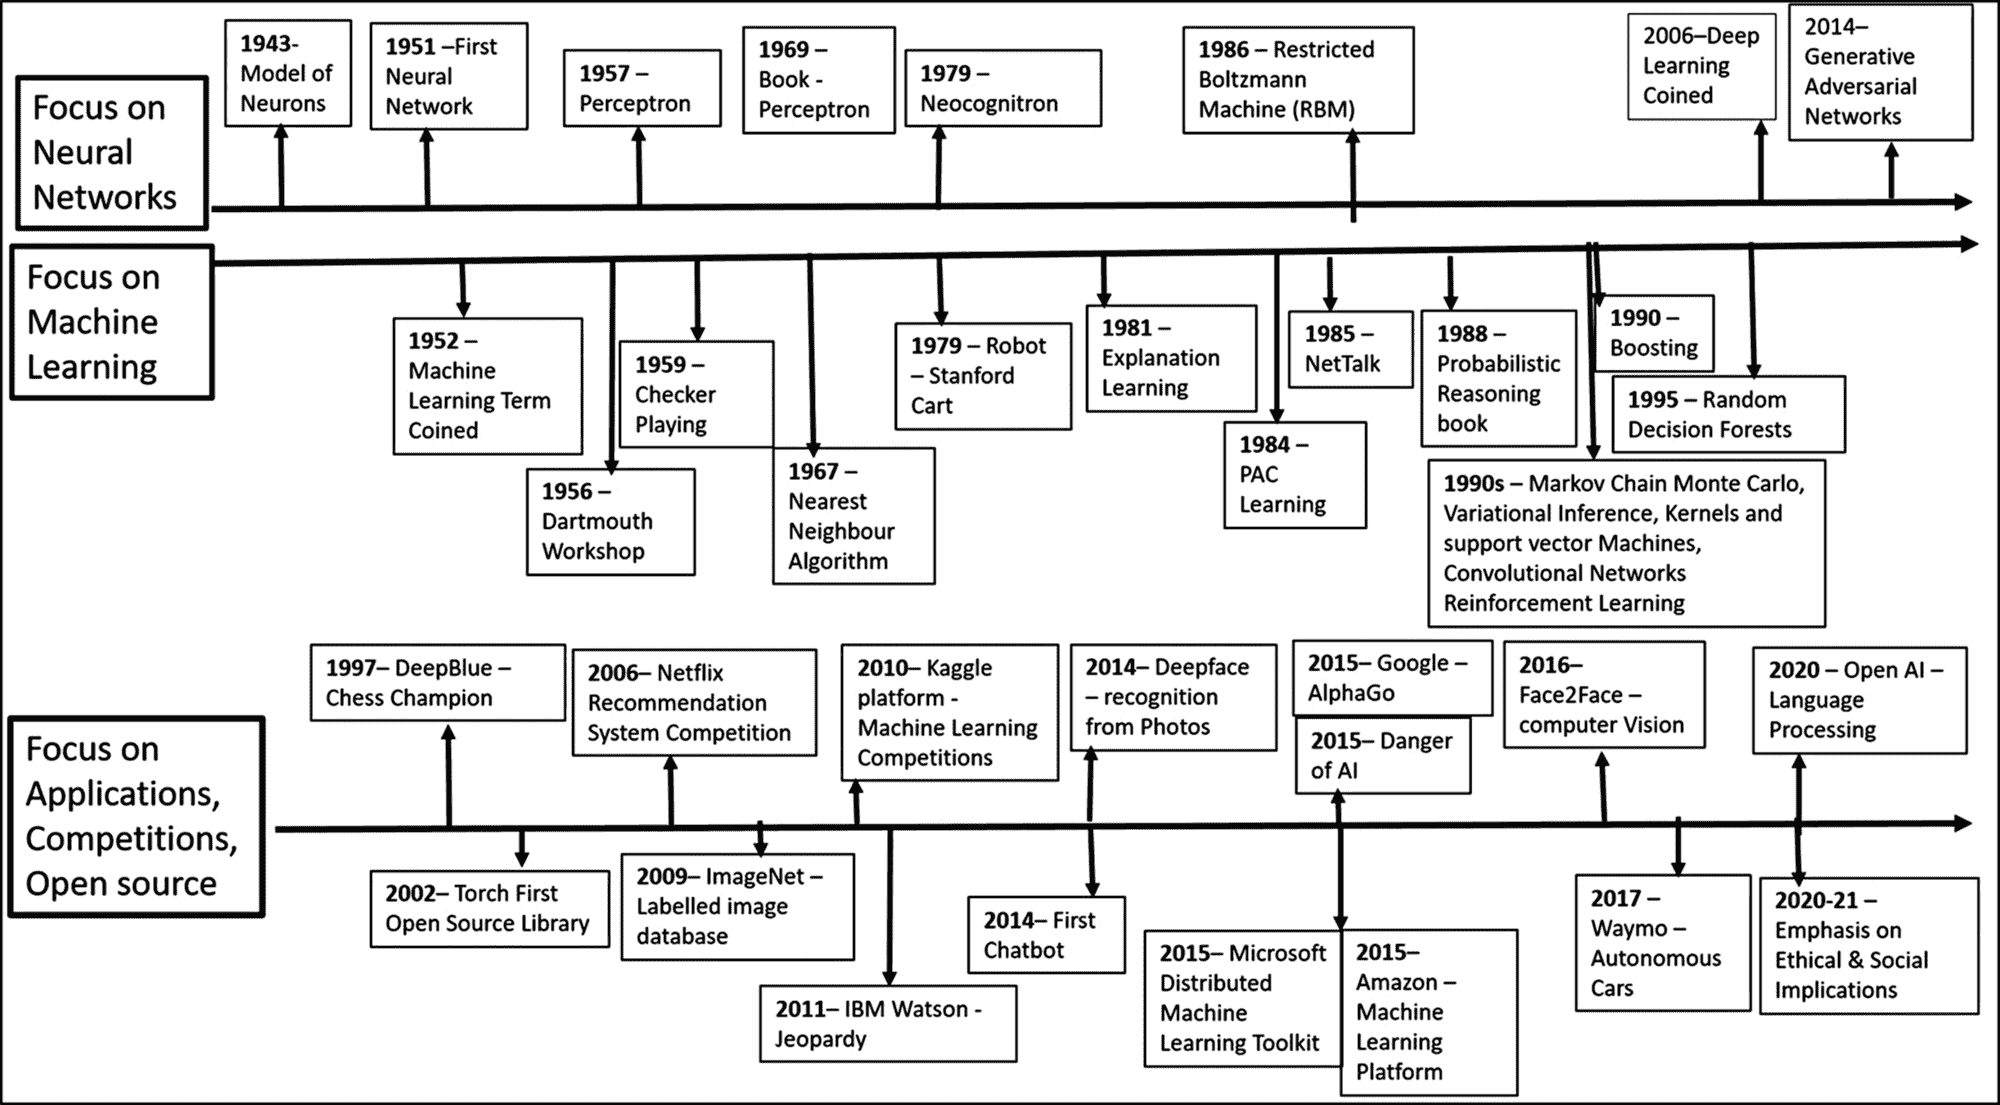 Focus on
Neural
Networks
1943-
Model of
Neurons
1951 –First
Neural
Network
1957 –
Perceptron
1969 –
Book -
Perceptron
1979 –
Neocognitron
1986 – Restricted
Boltzmann
Machine (RBM)
2006–Deep
Learning
Coined
2014–
Generative
Adversarial
Networks
Focus on
Machine
Learning
1952 –
Machine
Learning Term
Coined
1956 –
Dartmouth
Workshop
1959 –
Checker
Playing
1967 –
Nearest
Neighbour
Algorithm
1979 – Robot
– Stanford
Cart
1981 –
Explanation
Learning
1984 –
PAC
Learning
1985 –
NetTalk
1988 –
Probabilistic
Reasoning
book
1990 –
Boosting
1995 – Random
Decision Forests
1990s – Markov Chain Monte Carlo,
Variational Inference, Kernels and
support vector Machines,
Convolutional Networks
Reinforcement Learning
Focus on
Applications,
Competitions,
Open source
1997– DeepBlue –
Chess Champion
2002– Torch First
Open Source Library
2006– Netflix
Recommendation
System Competition
2009– ImageNet –
Labelled image
database
2010– Kaggle
platform -
Machine Learning
Competitions
2011– IBM Watson -
Jeopardy
2014– Deepface
– recognition
from Photos
2014– First
Chatbot
2015– Google –
AlphaGo
2015– Danger
of AI
2015– Microsoft
Distributed
Machine
Learning Toolkit
2015–
Amazon –
Machine
Learning
Platform
2016–
Face2Face –
computer Vision
2017 –
Waymo –
Autonomous
Cars
2020 – Open AI –
Language
Processing
2020-21 –
Emphasis on
Ethical & Social
Implications